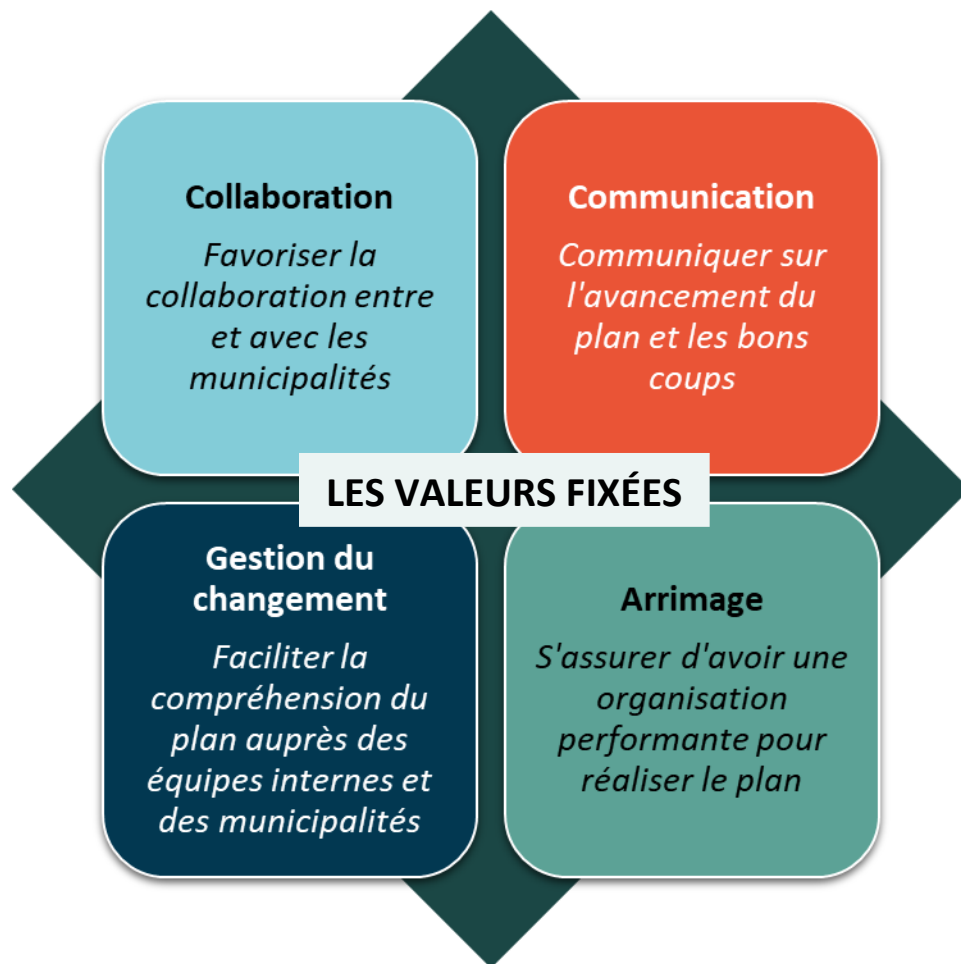 Collaboration
Favoriser la
collaboration entre
et avec les
municipalités
Communication
Communiquer sur
l'avancement du
plan et les bons
coups
LES VALEURS FIXÉES
Gestion du
changement
Faciliter la
compréhension du
plan auprès des
équipes internes et
des municipalités
Arrimage
S'assurer d'avoir une
organisation
performante pour
réaliser le plan